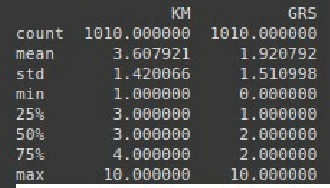 KM GRS
count 1010.000000 1010.000000
mean 3.607921 1.920792
std 1.420066 1.510998
min 1.000000 0.000000
25% 3.000000 1.000000
50% 3.000000 2.000000
75% 4.000000 2.000000
max 10.000000 10.000000